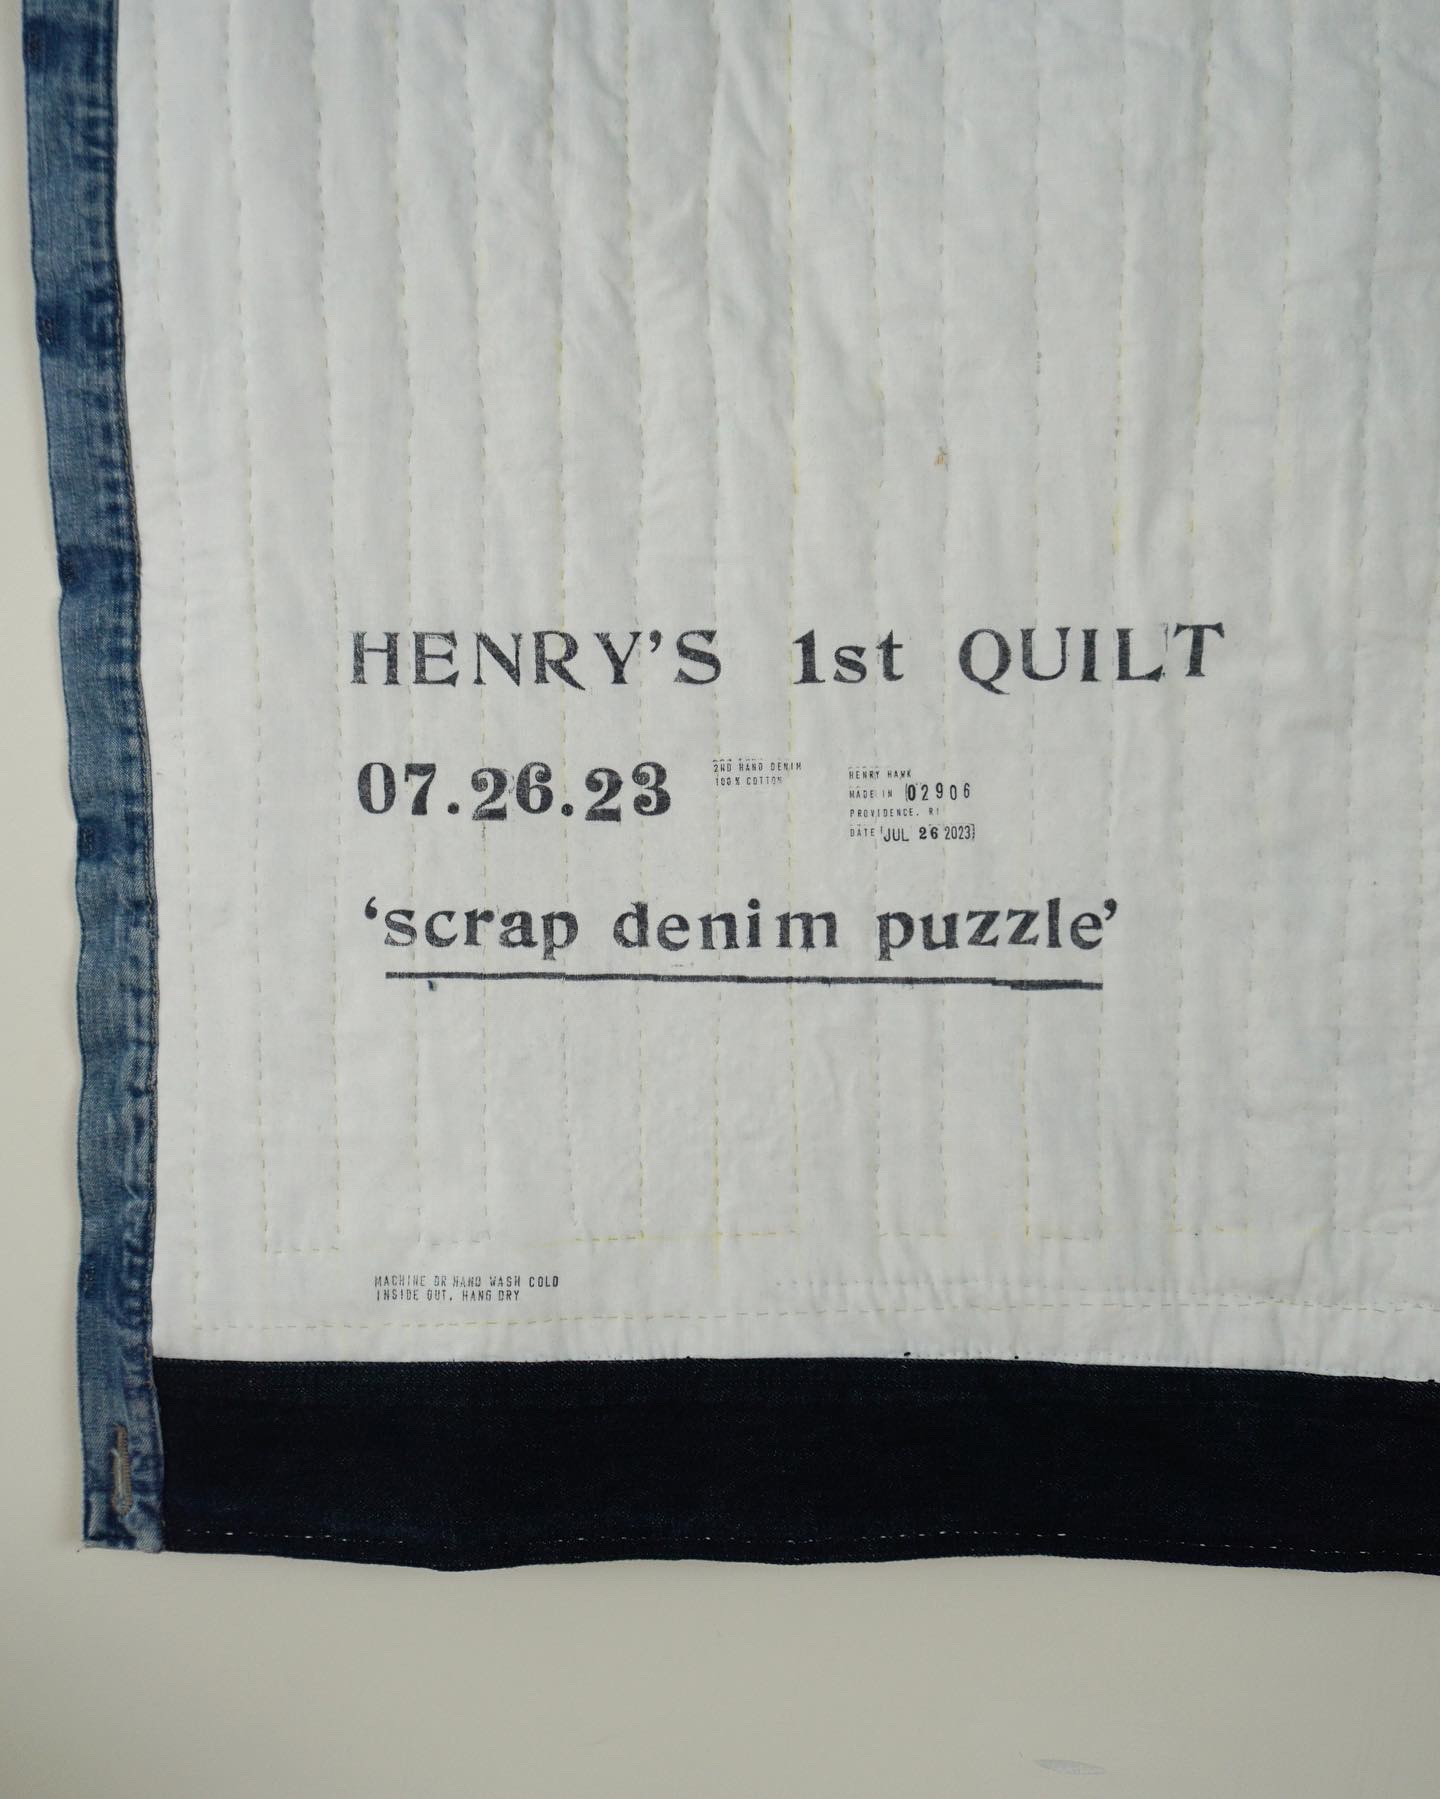 HENRY'S 1st QUILT
07.26.23
2ND HAND DENIM
100% COTTON
HENRY HAWK
MADE IN 02906
PROVIDENCE, RI
DATE JUL 26 2023
‘scrap denim puzzle’
MACHINE OR HAND WASH COLD
INSIDE OUT. HANG DRY